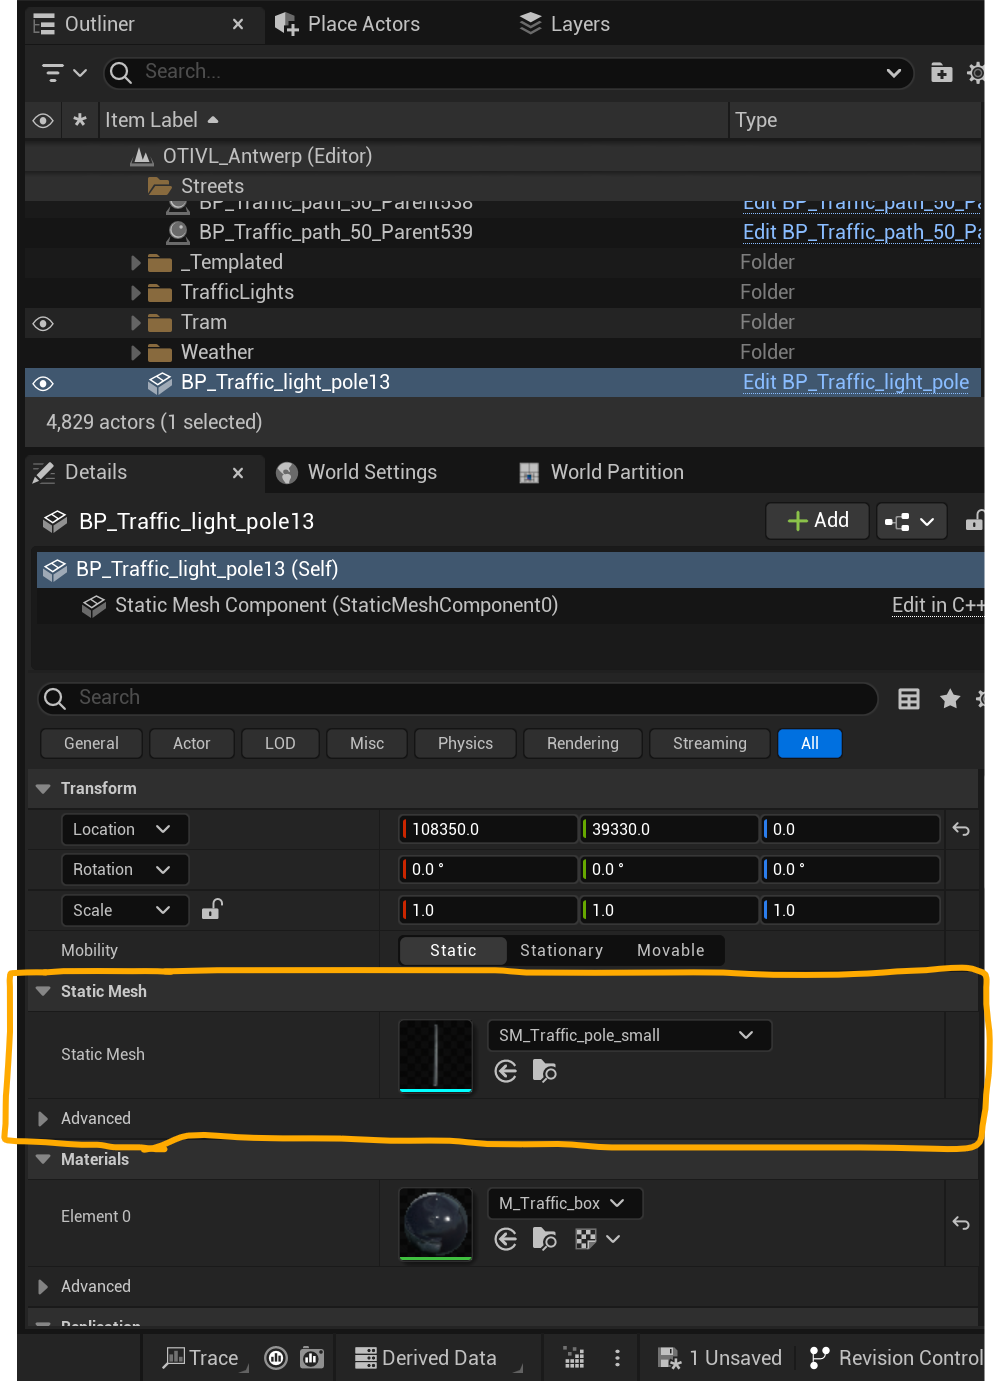 Outliner × Place Actors Layers
Search...
* Item Label Type
OTIVL_Antwerp (Editor)
Streets
BP_Traffic_path_50_Parent538 Edit BP_Traffic_path_50_Pa
BP_Traffic_path_50_Parent539 Edit BP_Traffic_path_50_Pa
_Templated Folder
TrafficLights Folder
Tram Folder
Weather Folder
BP_Traffic_light_pole13 Edit BP_Traffic_light_pole
4,829 actors (1 selected)
Details × World Settings World Partition
BP_Traffic_light_pole13 + Add
BP_Traffic_light_pole13 (Self)
Static Mesh Component (StaticMeshComponent0) Edit in C++
Search
General Actor LOD Misc Physics Rendering Streaming All
Transform
Location 108350.0 39330.0 0.0
Rotation 0.0 ° 0.0 ° 0.0 °
Scale 1.0 1.0 1.0
Mobility Static Stationary Movable
Static Mesh
Static Mesh SM_Traffic_pole_small
Advanced
Materials
Element 0 M_Traffic_box
Advanced
Replication
Trace Derived Data 1 Unsaved Revision Control